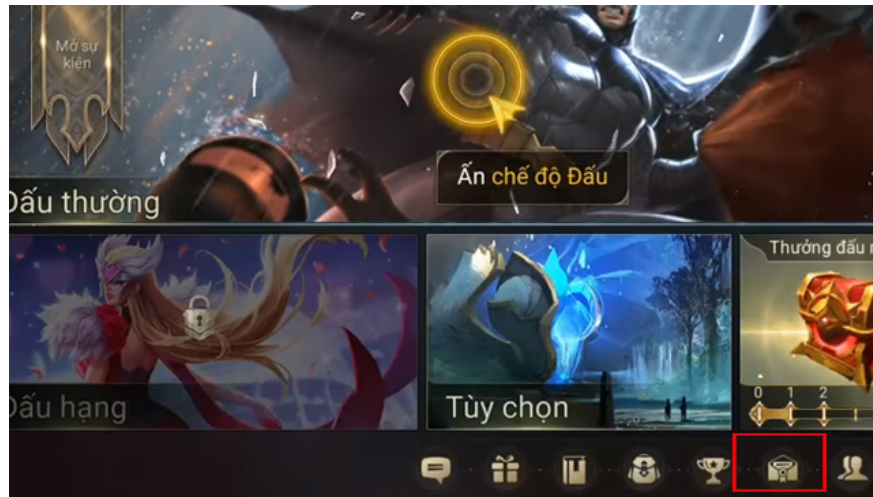 Mở sự
kiện
Ấn chế độ Đấu
Đấu thường
Thưởng đấu
Đấu hạng
Tùy chọn
0 1 2